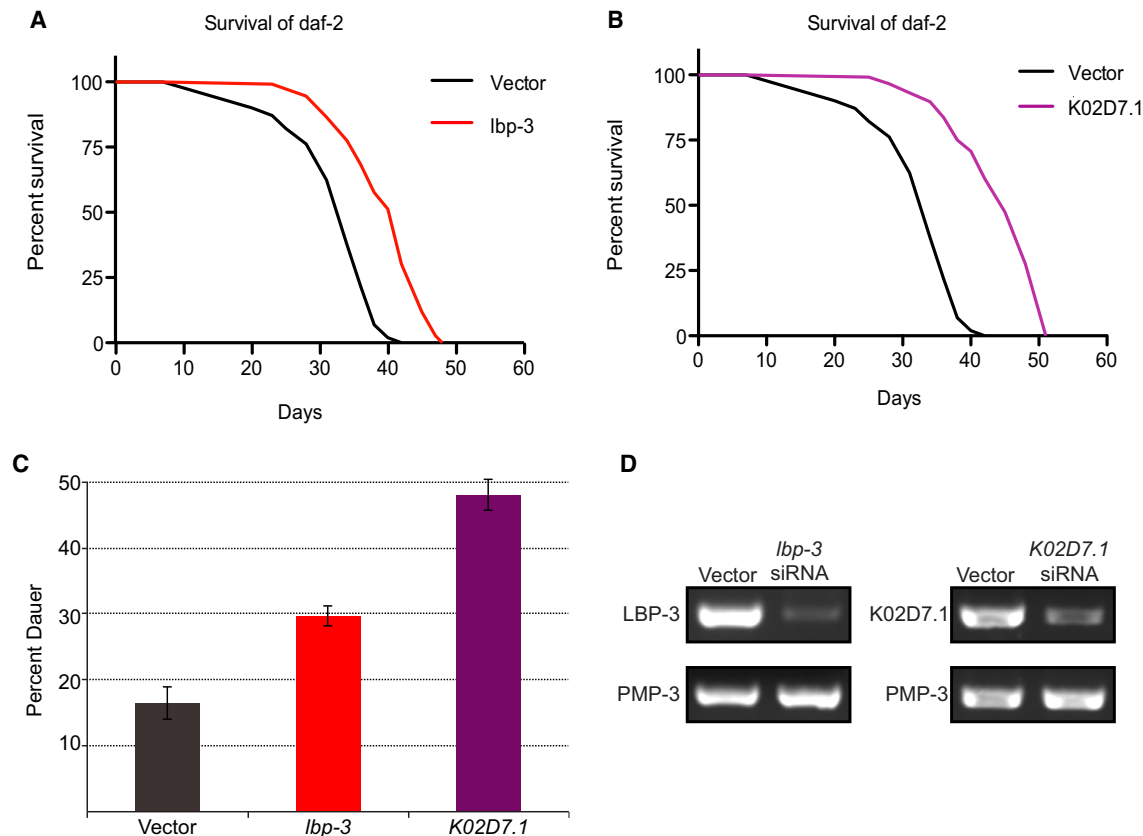 A
Survival of daf-2
100
75
50
25
0
Percent survival
0 10 20 30 40 50 60
Days
Vector
lbp-3
B
Survival of daf-2
100
75
50
25
0
Percent survival
0 10 20 30 40 50 60
Days
Vector
K02D7.1
C
50
40
30
20
10
Percent Dauer
Vector lbp-3 K02D7.1
D
Vector lbp-3 siRNA
LBP-3
PMP-3
Vector K02D7.1 siRNA
K02D7.1
PMP-3